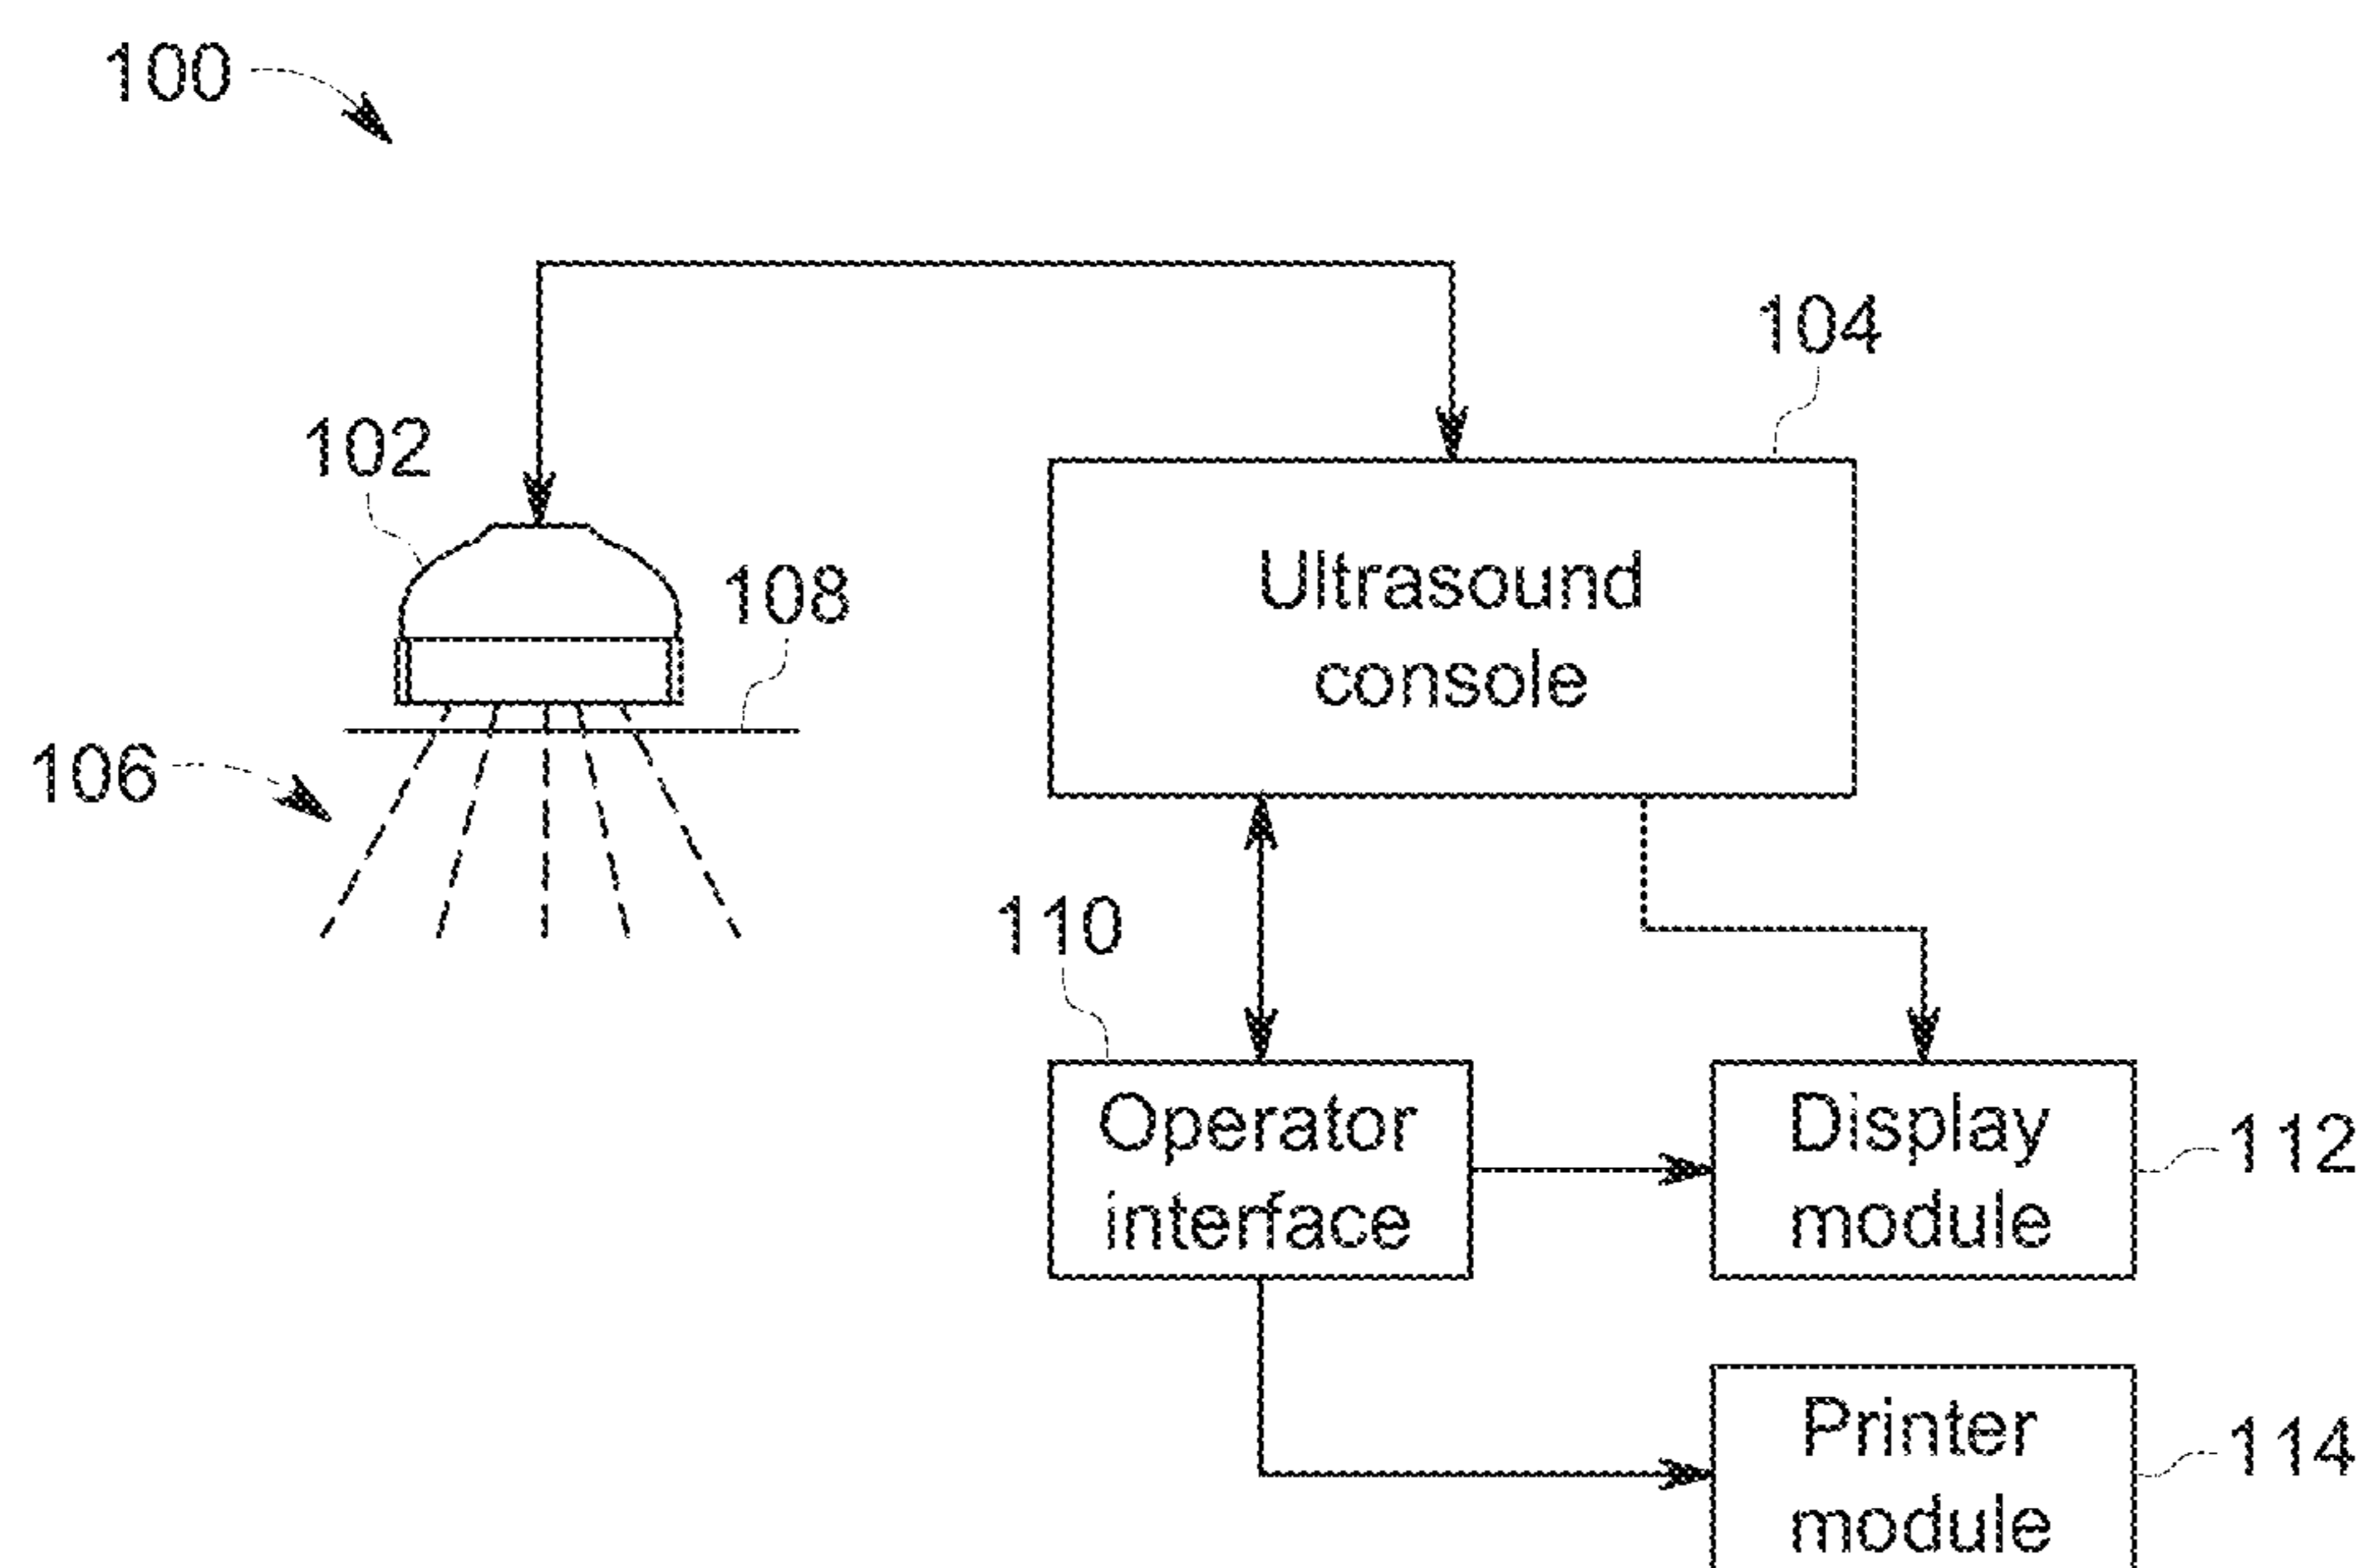 100
104
102
Ultrasound
console
108
106
110
Operator
interface
Display
module
112
Printer
module
114